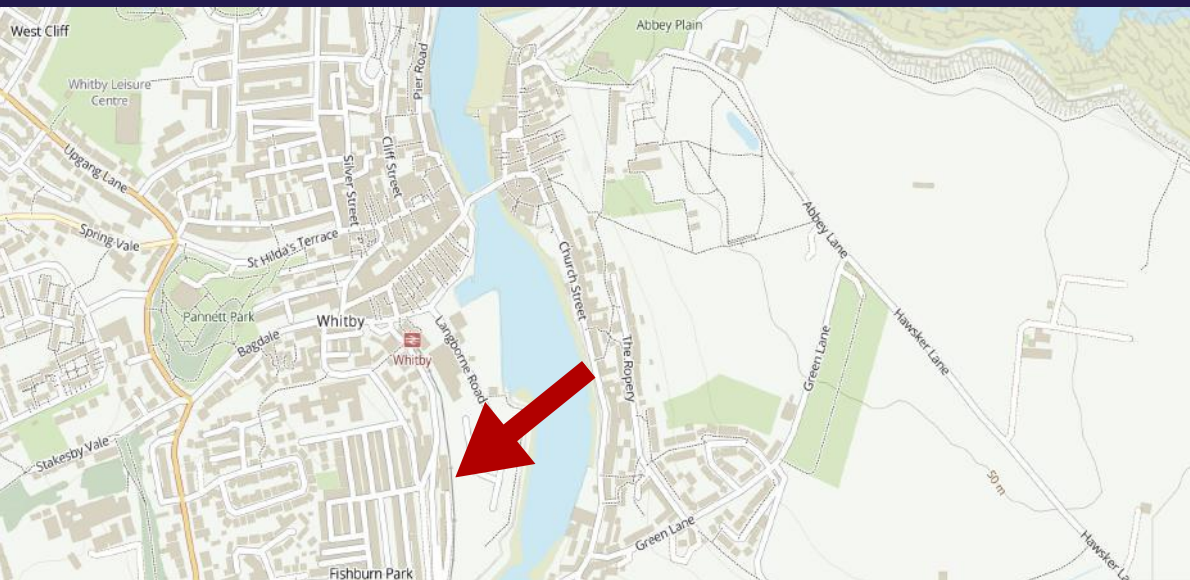 West Cliff
Abbey Plain
Pier Road
Whitby Leisure
Centre
Upgang Lane
Cliff Street
Silver Street
Spring Vale
St Hilda's Terrace
Abbey Lane
Church Street
Pannett Park
Whitby
Bagdale
Whitby
Langborne Road
The Ropery
Green Lane
Hawsker Lane
Stakesby Vale
50 m
Green Lane
Fishburn Park
Hawsker La